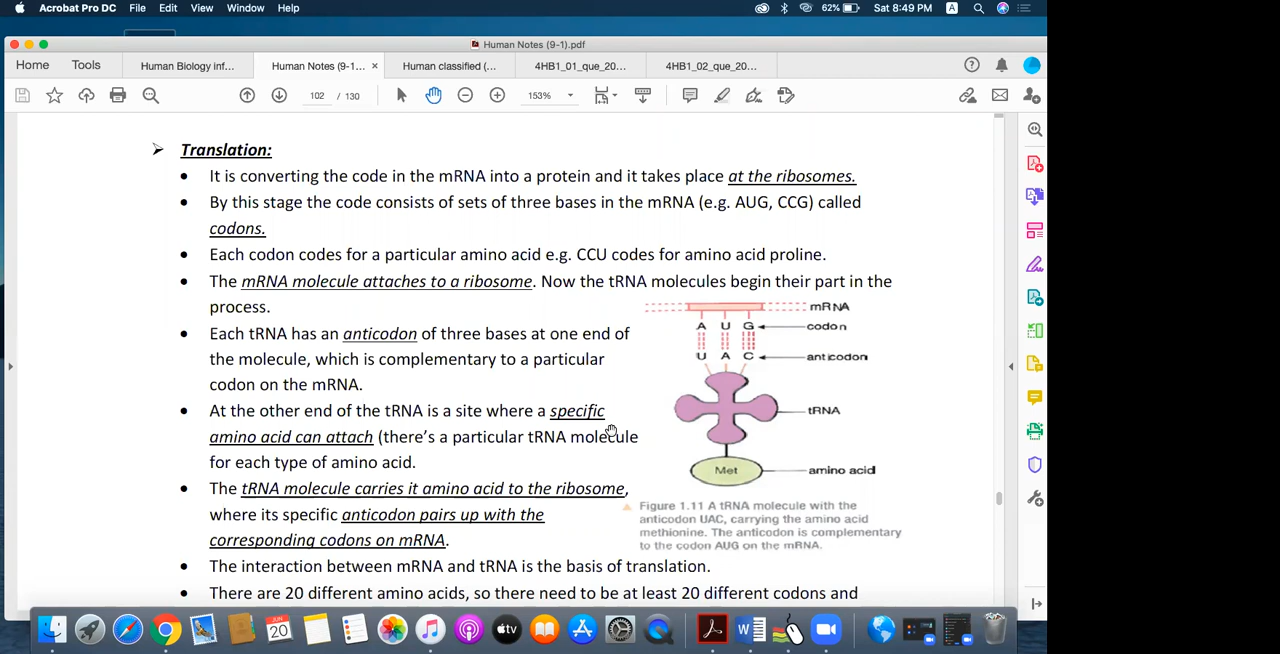 Acrobat Pro DC File Edit View Window Help 62% Sat 8:49 PM A
Human Notes (9-1).pdf
Home Tools Human Biology inf... Human Notes (9-1... × Human classified (... 4HB1_01_que_20... 4HB1_02_que_20...
102 / 130 153%
Translation:
• It is converting the code in the mRNA into a protein and it takes place at the ribosomes.
• By this stage the code consists of sets of three bases in the mRNA (e.g. AUG, CCG) called
codons.
• Each codon codes for a particular amino acid e.g. CCU codes for amino acid proline.
• The mRNA molecule attaches to a ribosome. Now the tRNA molecules begin their part in the
process.
• Each tRNA has an anticodon of three bases at one end of
the molecule, which is complementary to a particular
codon on the mRNA.
• At the other end of the tRNA is a site where a specific
amino acid can attach (there's a particular tRNA molecule
for each type of amino acid.
• The tRNA molecule carries it amino acid to the ribosome,
where its specific anticodon pairs up with the
corresponding codons on mRNA.
mRNA
A U G codon
U A C anticodon
tRNA
Met amino acid
Figure 1.11 A tRNA molecule with the
anticodon UAC, carrying the amino acid
methionine. The anticodon is complementary
to the codon AUG on the mRNA.
• The interaction between mRNA and tRNA is the basis of translation.
• There are 20 different amino acids, so there need to be at least 20 different codons and
JUN
20
tv
W